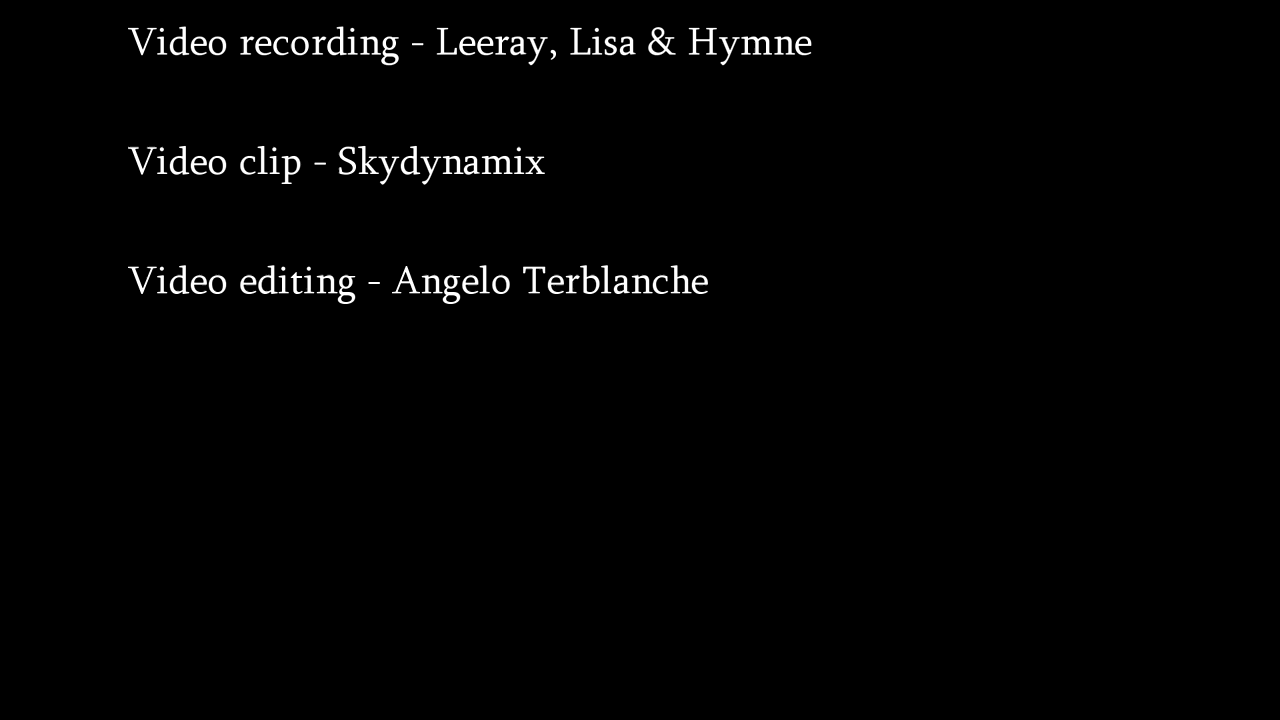 Video recording - Leeray, Lisa & Hymne
Video clip - Skydynamix
Video editing - Angelo Terblanche